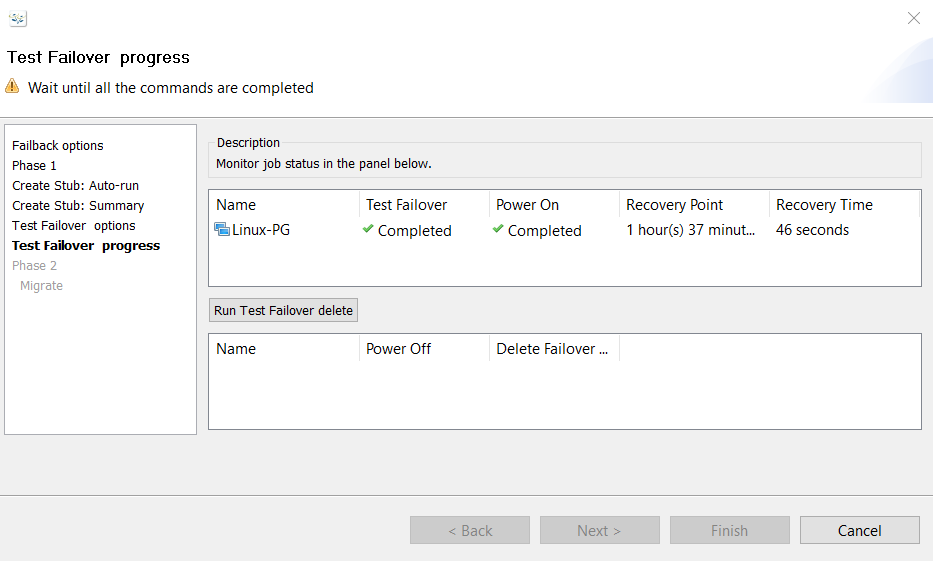 Test Failover  progress
Wait until all the commands are completed
Failback options
Phase 1
Create Stub: Auto-run
Create Stub: Summary
Test Failover  options
Test Failover  progress
Phase 2
Migrate
Description
Monitor job status in the panel below.
Name Test Failover Power On Recovery Point Recovery Time
Linux-PG Completed Completed 1 hour(s) 37 minut... 46 seconds
Run Test Failover delete
Name Power Off Delete Failover ...
< Back Next > Finish Cancel